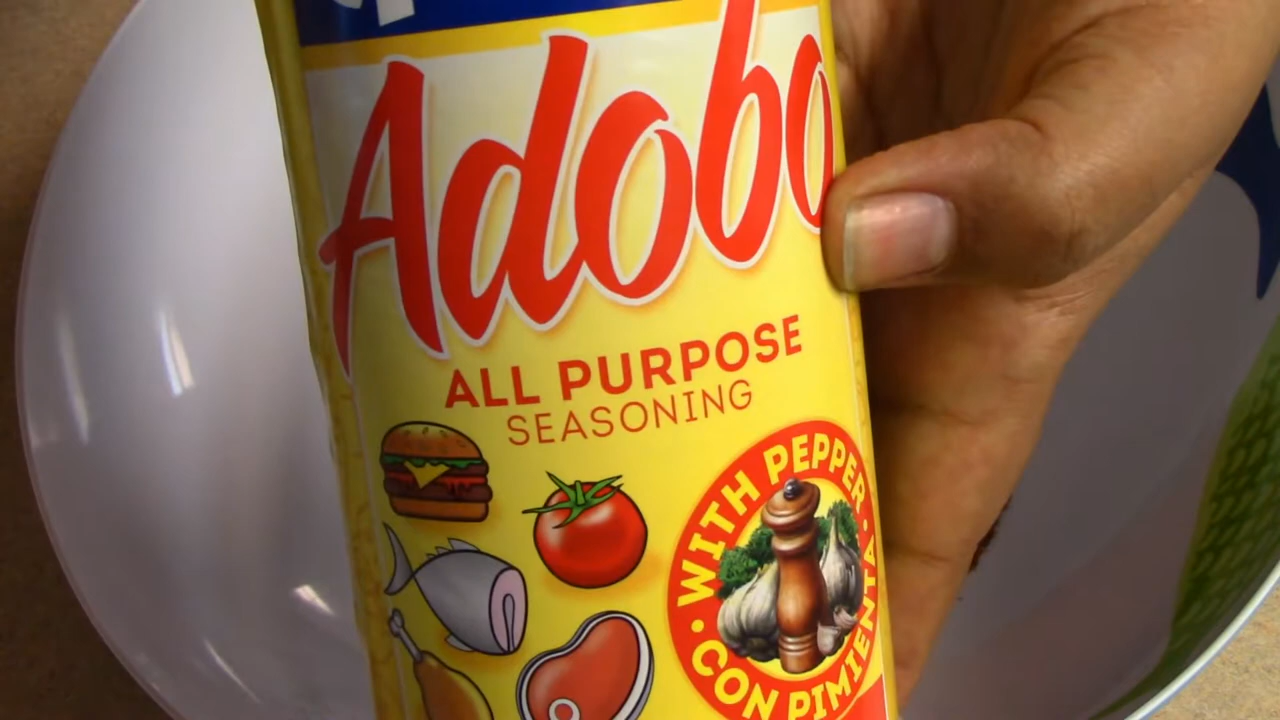 Adobo
ALL PURPOSE
SEASONING
WITH PEPPER
CON PIMIENTA